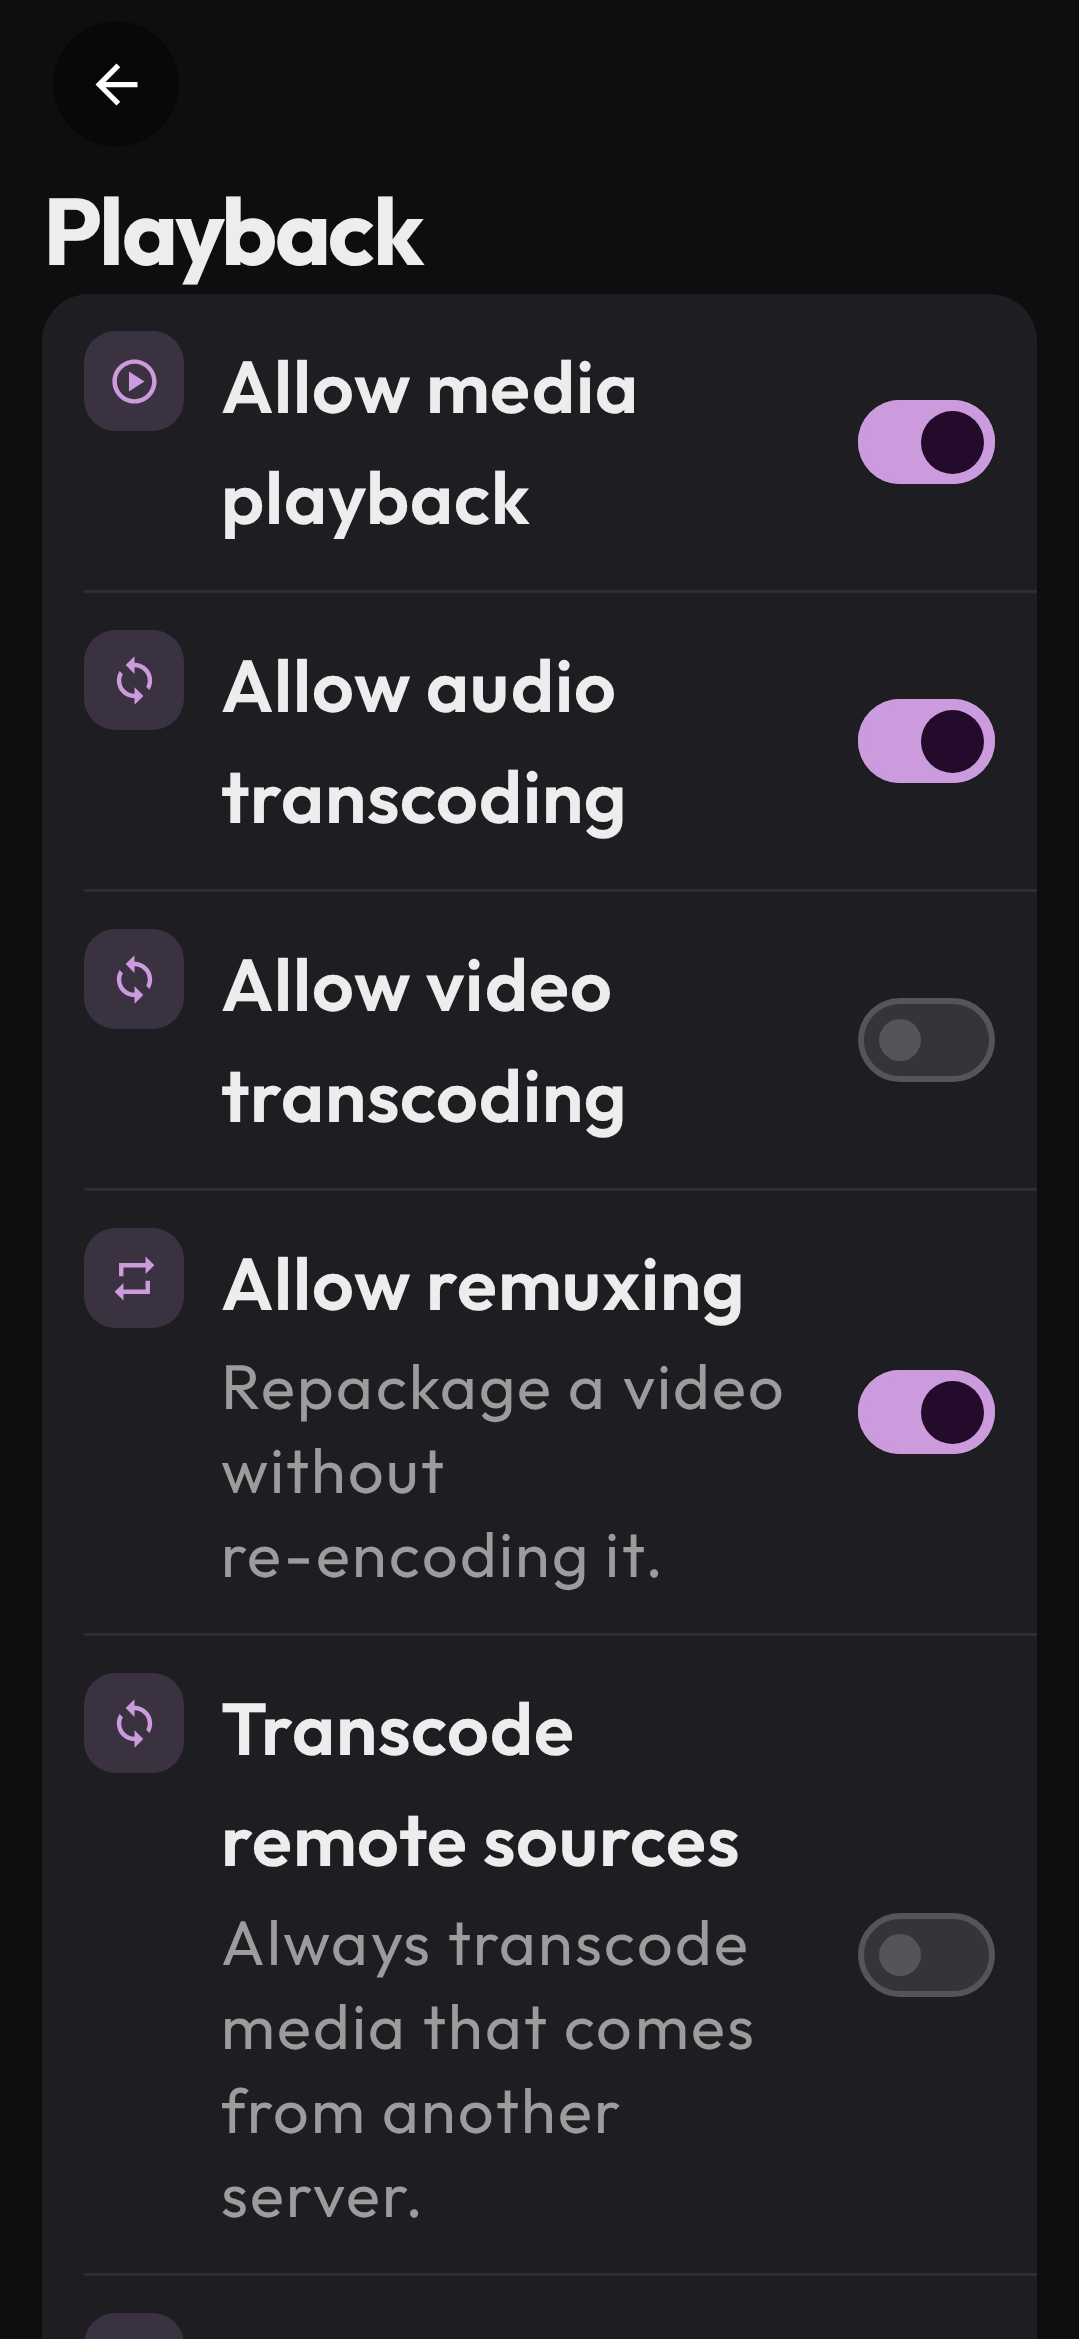 Playback
Allow media
playback
Allow audio
transcoding
Allow video
transcoding
Allow remuxing
Repackage a video
without
re-encoding it.
Transcode
remote sources
Always transcode
media that comes
from another
server.